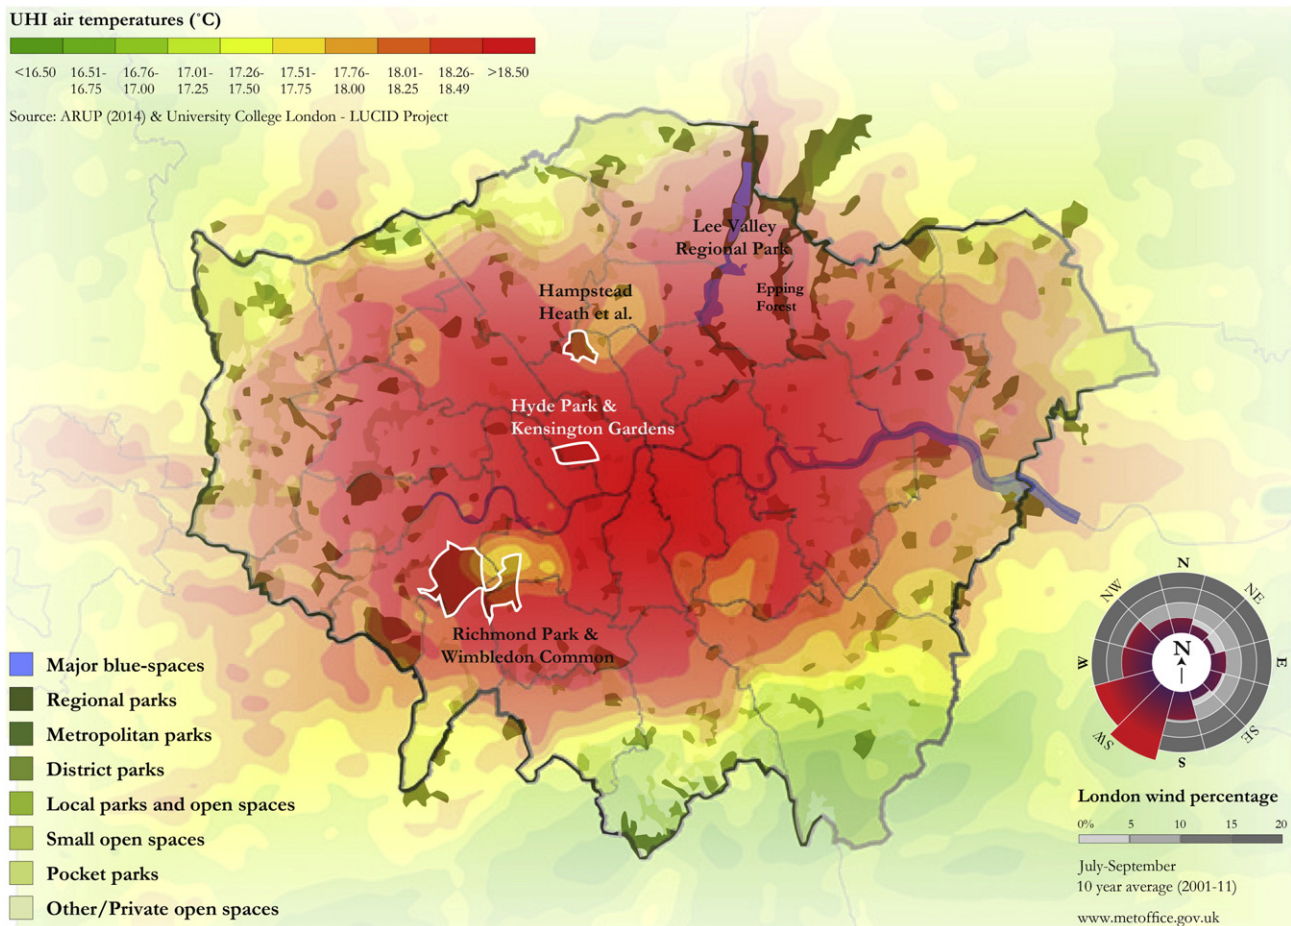 UHI air temperatures (˚C)
<16.50 16.51-16.75 16.76-17.00 17.01-17.25 17.26-17.50 17.51-17.75 17.76-18.00 18.01-18.25 18.26-18.49 >18.50
Source: ARUP (2014) & University College London - LUCID Project
Lee Valley
Regional Park
Epping
Forest
Hampstead
Heath et al.
Hyde Park &
Kensington Gardens
Richmond Park &
Wimbledon Common
Major blue-spaces
Regional parks
Metropolitan parks
District parks
Local parks and open spaces
Small open spaces
Pocket parks
Other/Private open spaces
N
NW
NE
W
N
E
SW
SE
S
London wind percentage
0% 5 10 15 20
July-September
10 year average (2001-11)
www.metoffice.gov.uk